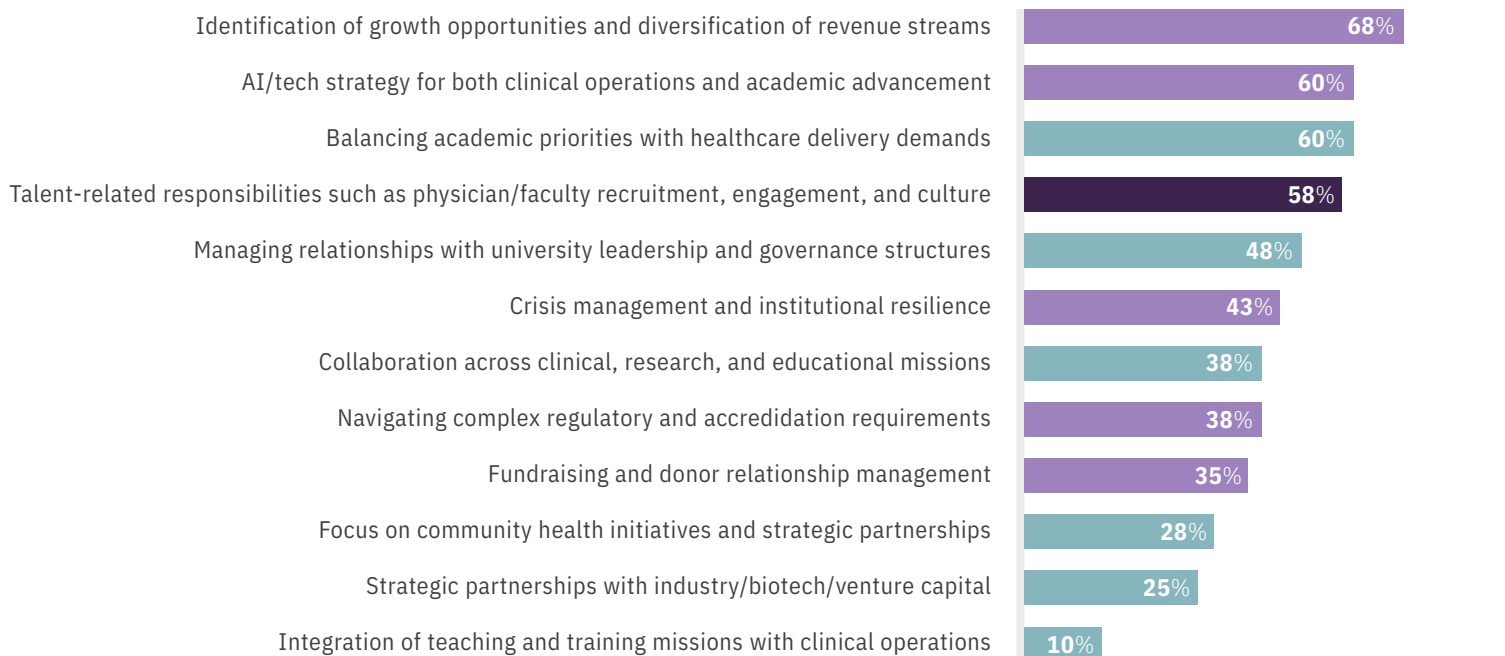 Identification of growth opportunities and diversification of revenue streams 68%
AI/tech strategy for both clinical operations and academic advancement 60%
Balancing academic priorities with healthcare delivery demands 60%
Talent-related responsibilities such as physician/faculty recruitment, engagement, and culture 58%
Managing relationships with university leadership and governance structures 48%
Crisis management and institutional resilience 43%
Collaboration across clinical, research, and educational missions 38%
Navigating complex regulatory and accredidation requirements 38%
Fundraising and donor relationship management 35%
Focus on community health initiatives and strategic partnerships 28%
Strategic partnerships with industry/biotech/venture capital 25%
Integration of teaching and training missions with clinical operations 10%